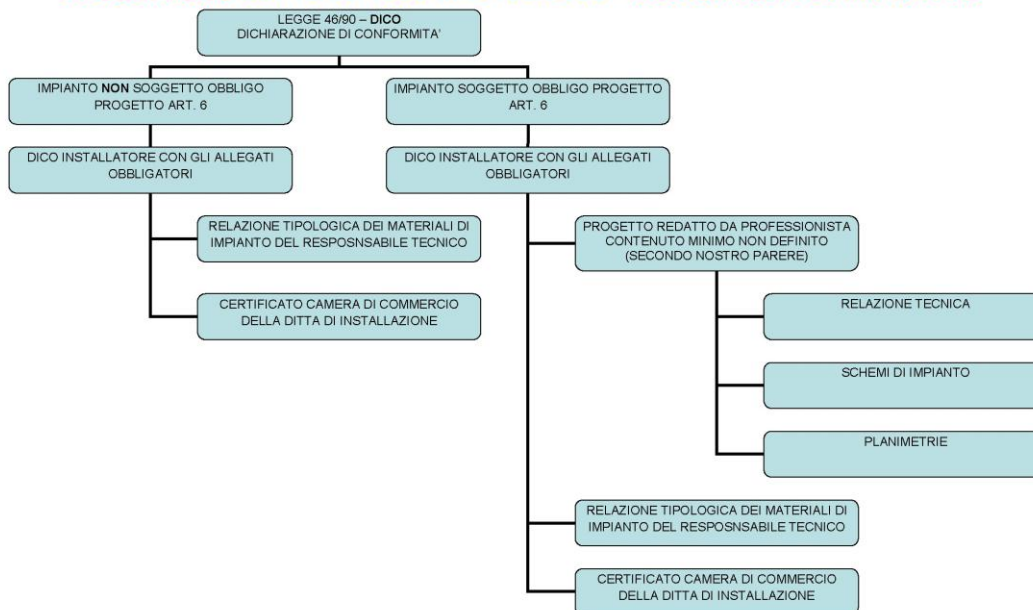 LEGGE 46/90 – DICO
DICHIARAZIONE DI CONFORMITA'
IMPIANTO NON SOGGETTO OBBLIGO
PROGETTO ART. 6
IMPIANTO SOGGETTO OBBLIGO PROGETTO
ART. 6
DICO INSTALLATORE CON GLI ALLEGATI
OBBLIGATORI
DICO INSTALLATORE CON GLI ALLEGATI
OBBLIGATORI
RELAZIONE TIPOLOGICA DEI MATERIALI DI
IMPIANTO DEL RESPOSNSABILE TECNICO
CERTIFICATO CAMERA DI COMMERCIO
DELLA DITTA DI INSTALLAZIONE
PROGETTO REDATTO DA PROFESSIONISTA
CONTENUTO MINIMO NON DEFINITO
(SECONDO NOSTRO PARERE)
RELAZIONE TECNICA
SCHEMI DI IMPIANTO
PLANIMETRIE
RELAZIONE TIPOLOGICA DEI MATERIALI DI
IMPIANTO DEL RESPOSNSABILE TECNICO
CERTIFICATO CAMERA DI COMMERCIO
DELLA DITTA DI INSTALLAZIONE